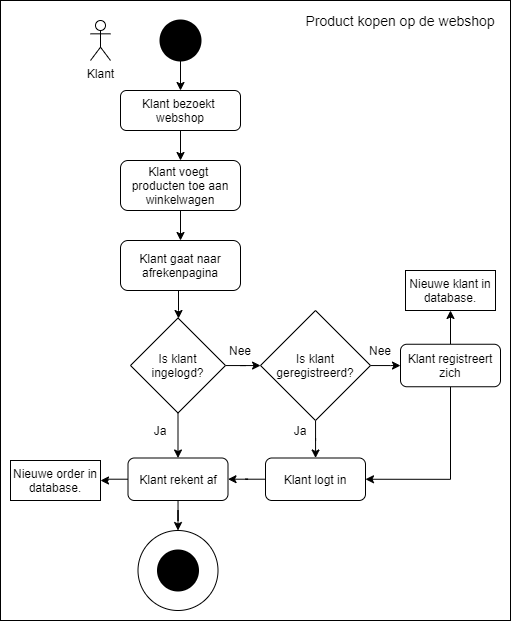 Product kopen op de webshop
Klant
Klant bezoekt
webshop
Klant voegt
producten toe aan
winkelwagen
Klant gaat naar
afrekenpagina
Nieuwe klant in
database.
Is klant
ingelogd?
Nee
Is klant
geregistreerd?
Nee
Klant registreert
zich
Ja
Ja
Nieuwe order in
database.
Klant rekent af
Klant logt in